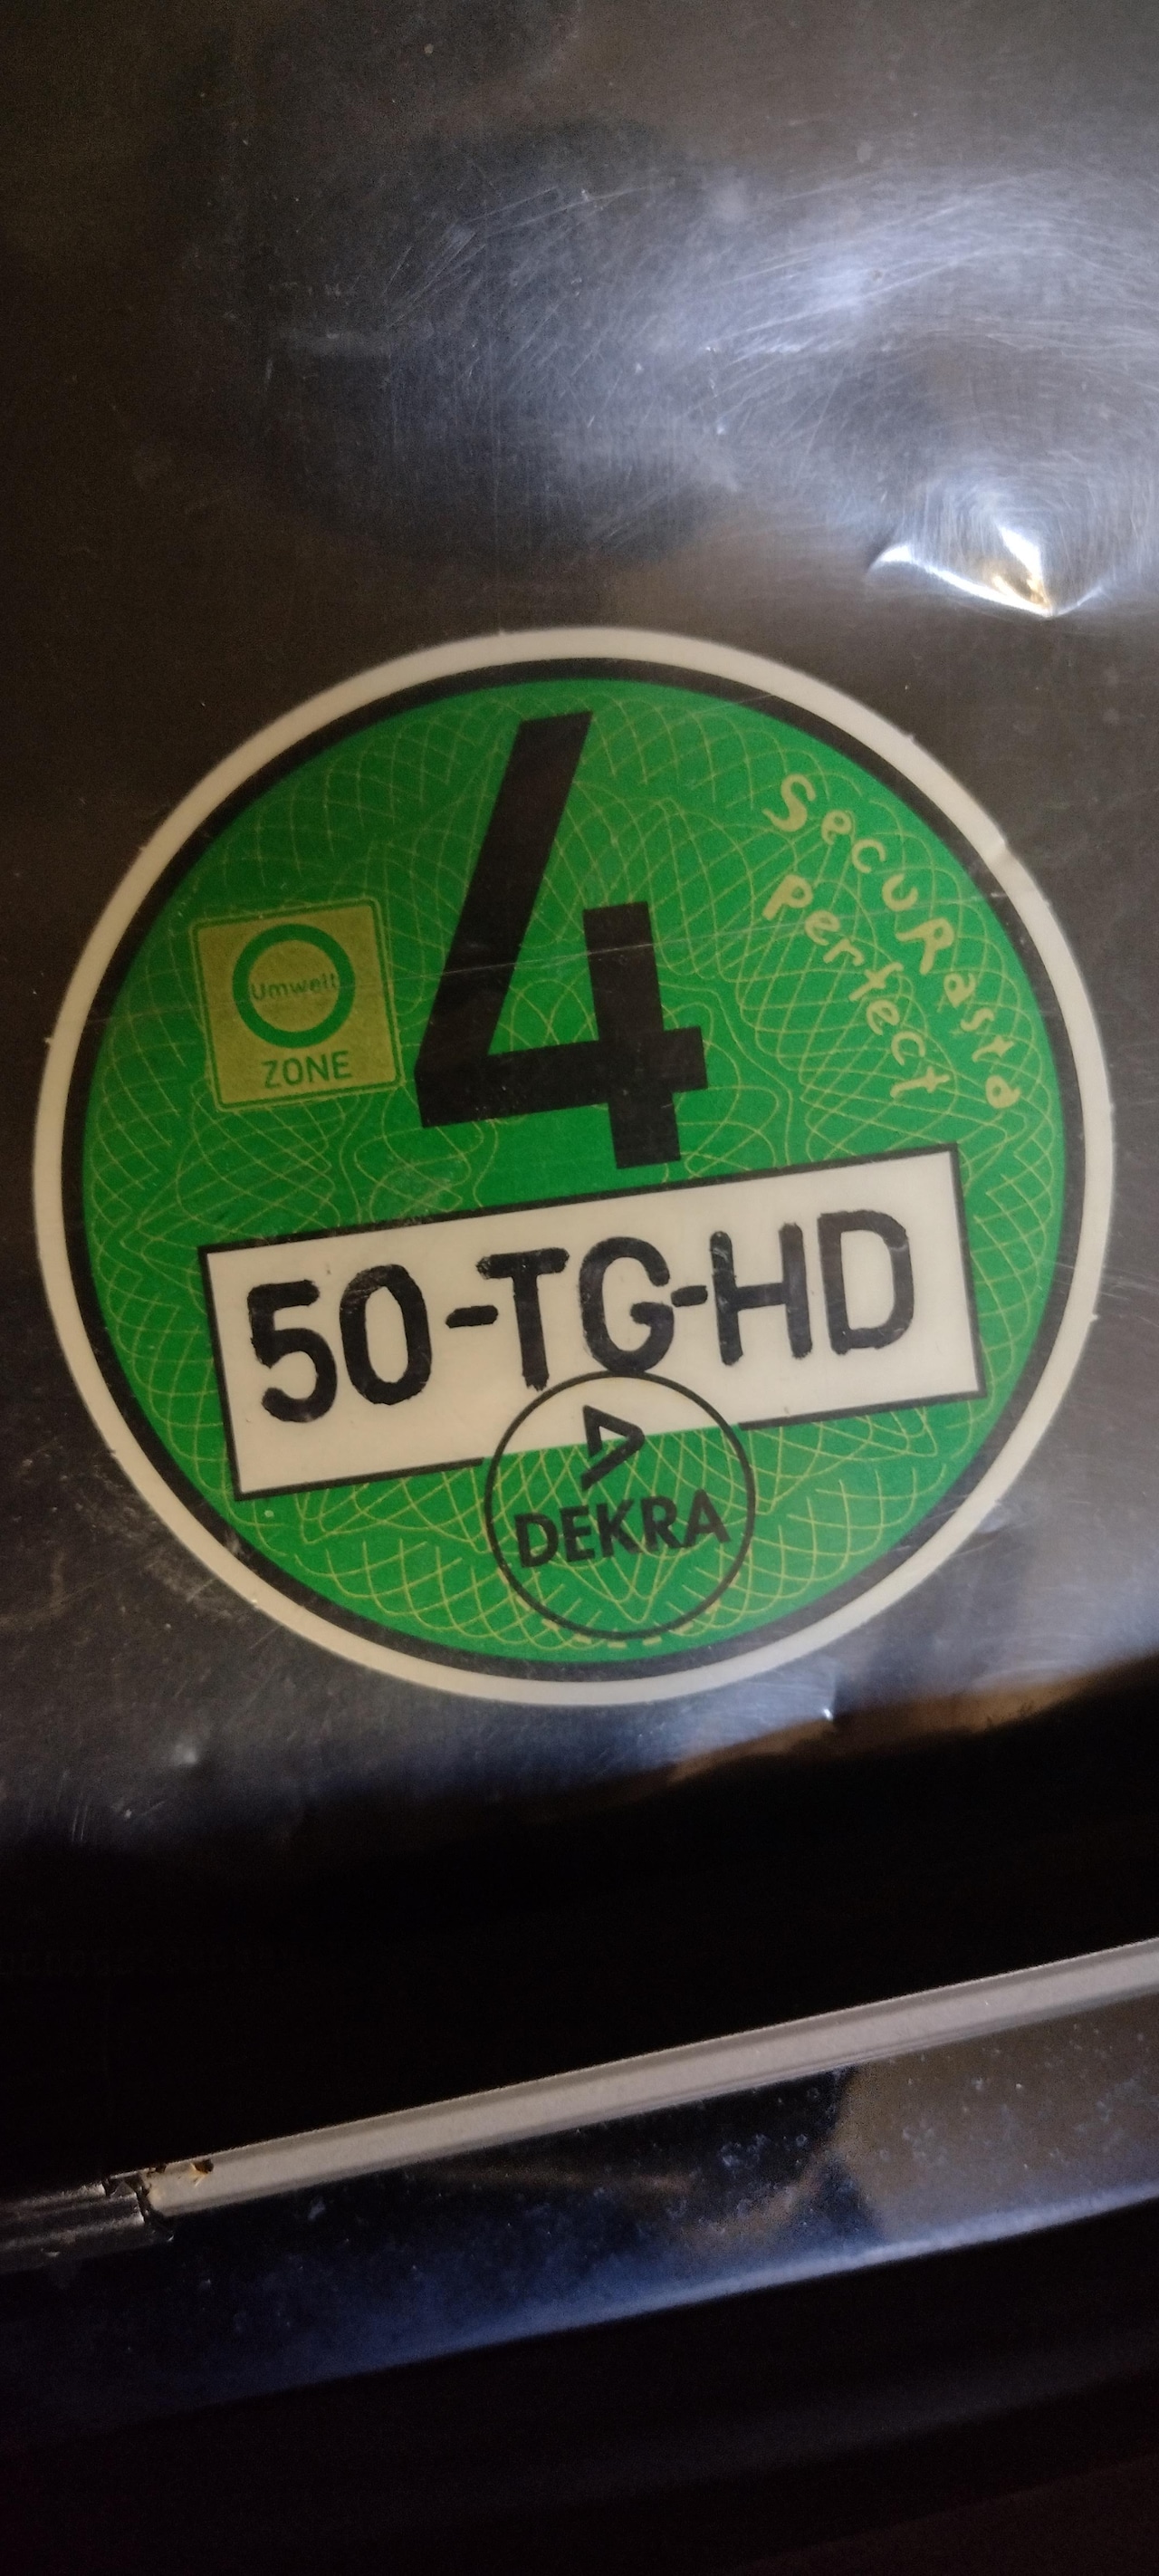 4
SecuRasta
Perfect
Umwelt
ZONE
50-TG-HD
DEKRA